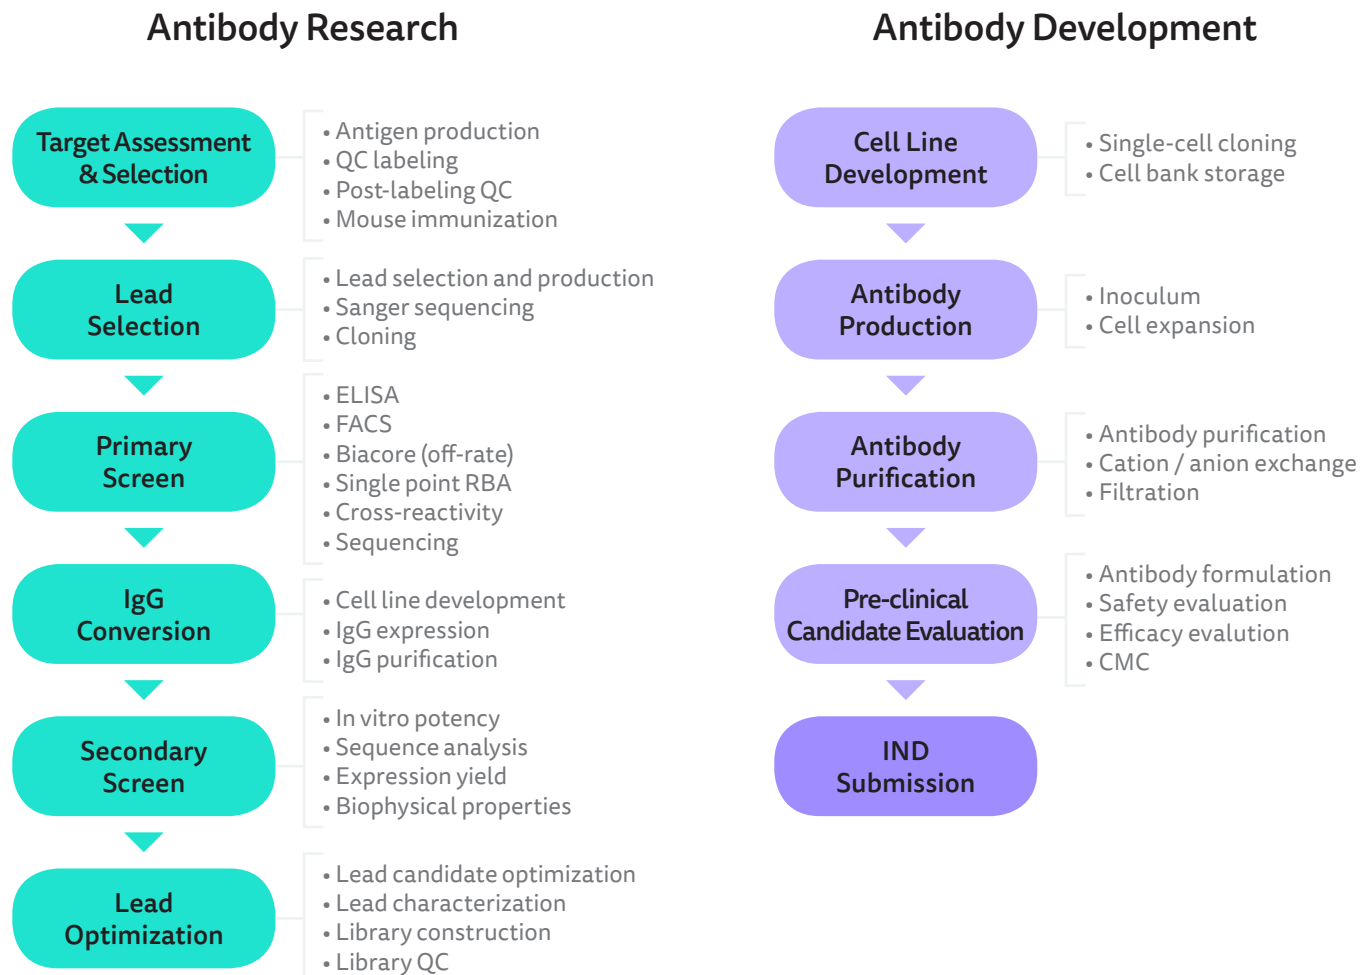 Antibody Research
Target Assessment
& Selection
• Antigen production
• QC labeling
• Post-labeling QC
• Mouse immunization
Lead
Selection
• Lead selection and production
• Sanger sequencing
• Cloning
Primary
Screen
• ELISA
• FACS
• Biacore (off-rate)
• Single point RBA
• Cross-reactivity
• Sequencing
IgG
Conversion
• Cell line development
• IgG expression
• IgG purification
Secondary
Screen
• In vitro potency
• Sequence analysis
• Expression yield
• Biophysical properties
Lead
Optimization
• Lead candidate optimization
• Lead characterization
• Library construction
• Library QC
Antibody Development
Cell Line
Development
• Single-cell cloning
• Cell bank storage
Antibody
Production
• Inoculum
• Cell expansion
Antibody
Purification
• Antibody purification
• Cation / anion exchange
• Filtration
Pre-clinical
Candidate Evaluation
• Antibody formulation
• Safety evaluation
• Efficacy evalution
• CMC
IND
Submission